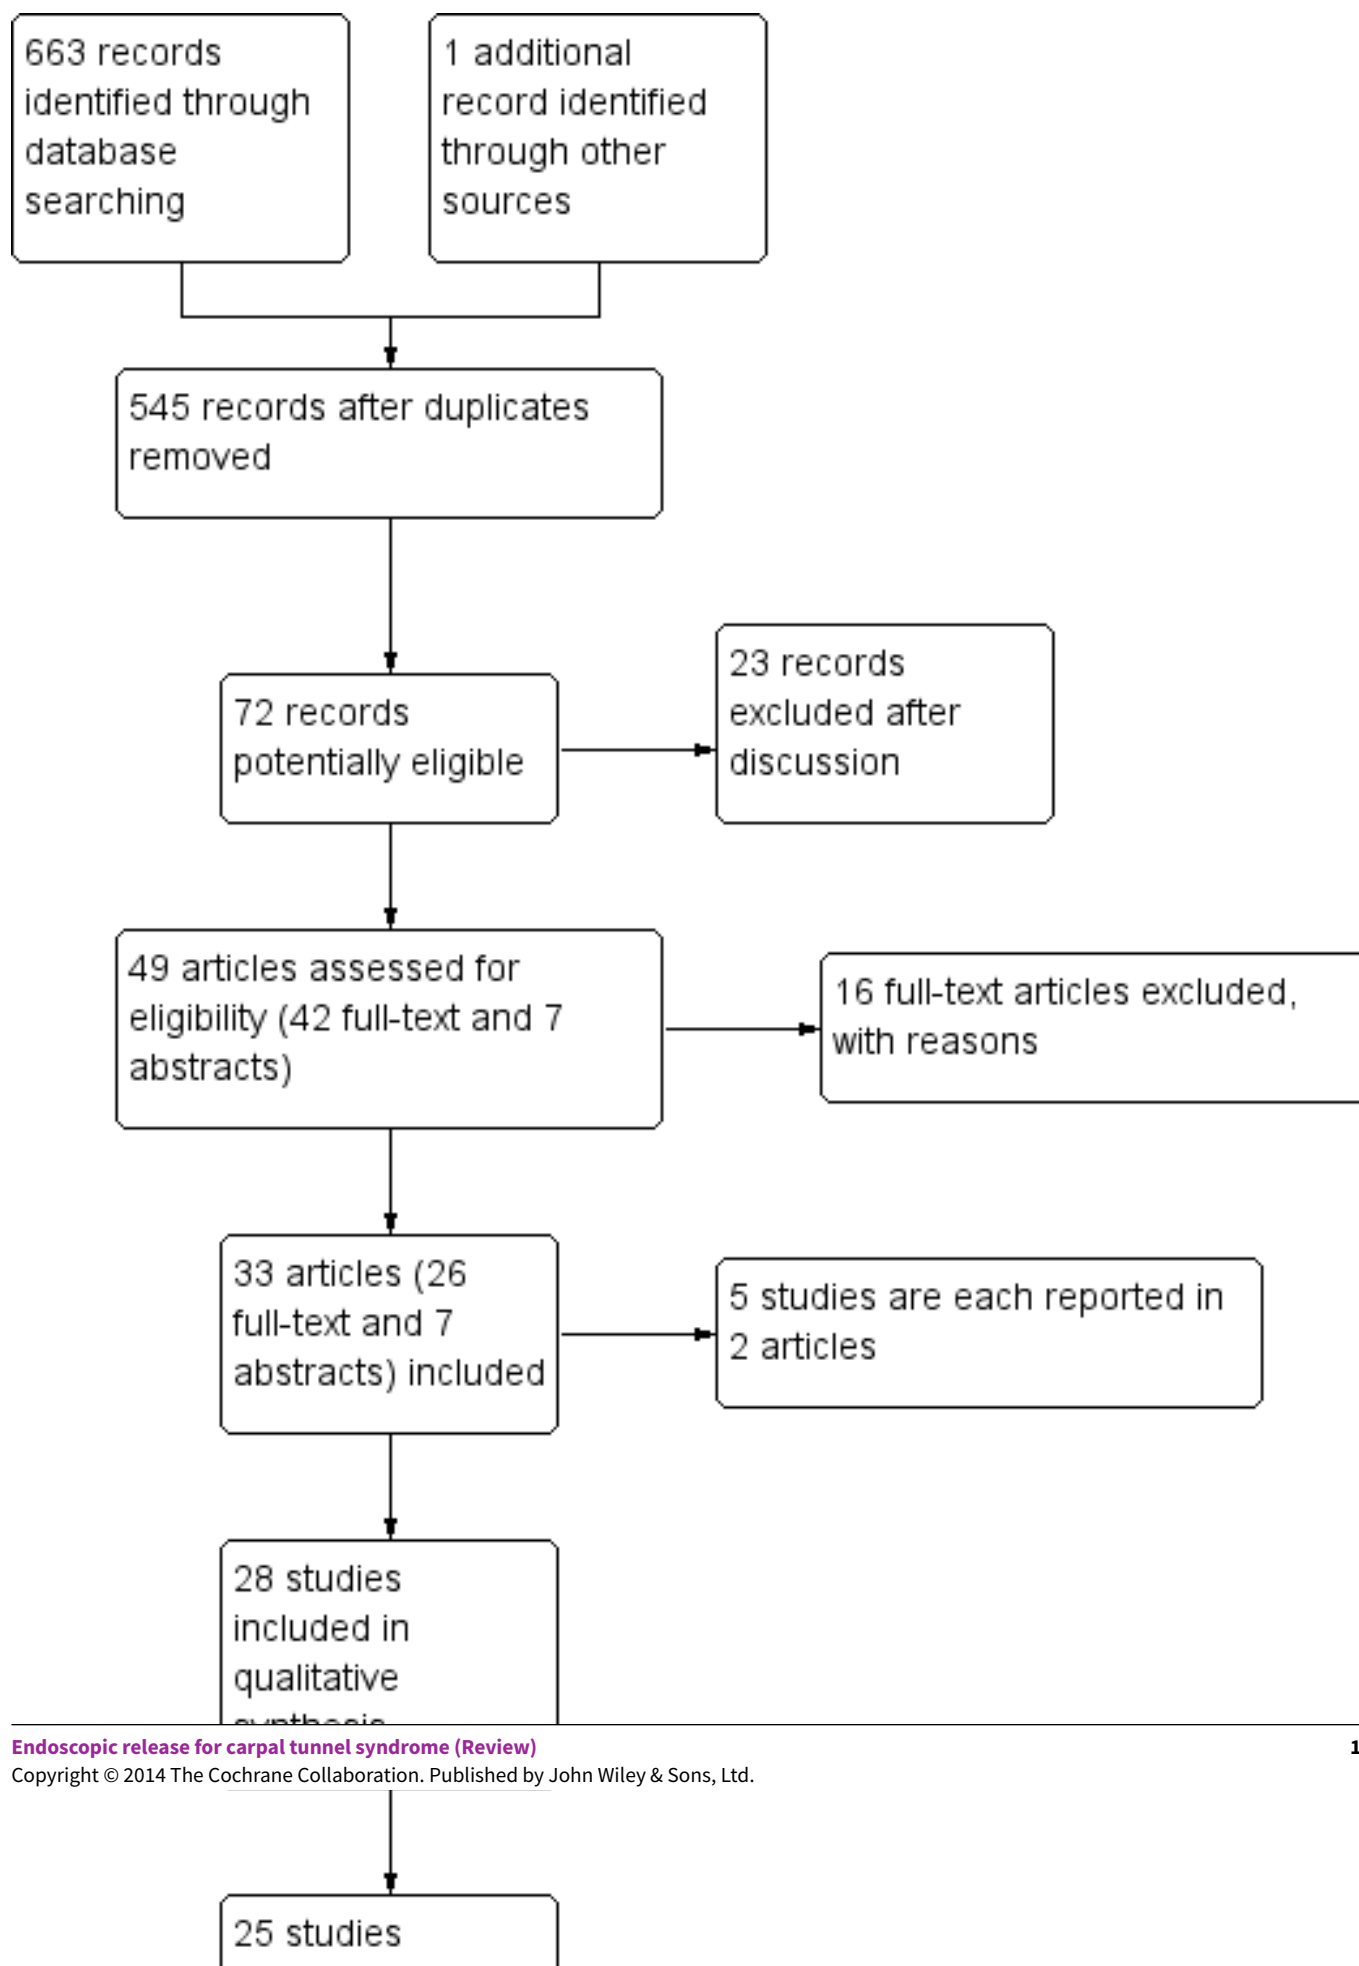 663 records
identified through
database
searching
1 additional
record identified
through other
sources
545 records after duplicates
removed
72 records
potentially eligible
23 records
excluded after
discussion
49 articles assessed for
eligibility (42 full-text and 7
abstracts)
16 full-text articles excluded,
with reasons
33 articles (26
full-text and 7
abstracts) included
5 studies are each reported in
2 articles
28 studies
included in
qualitative
synthesis
Endoscopic release for carpal tunnel syndrome (Review)
1
Copyright © 2014 The Cochrane Collaboration. Published by John Wiley & Sons, Ltd.
25 studies